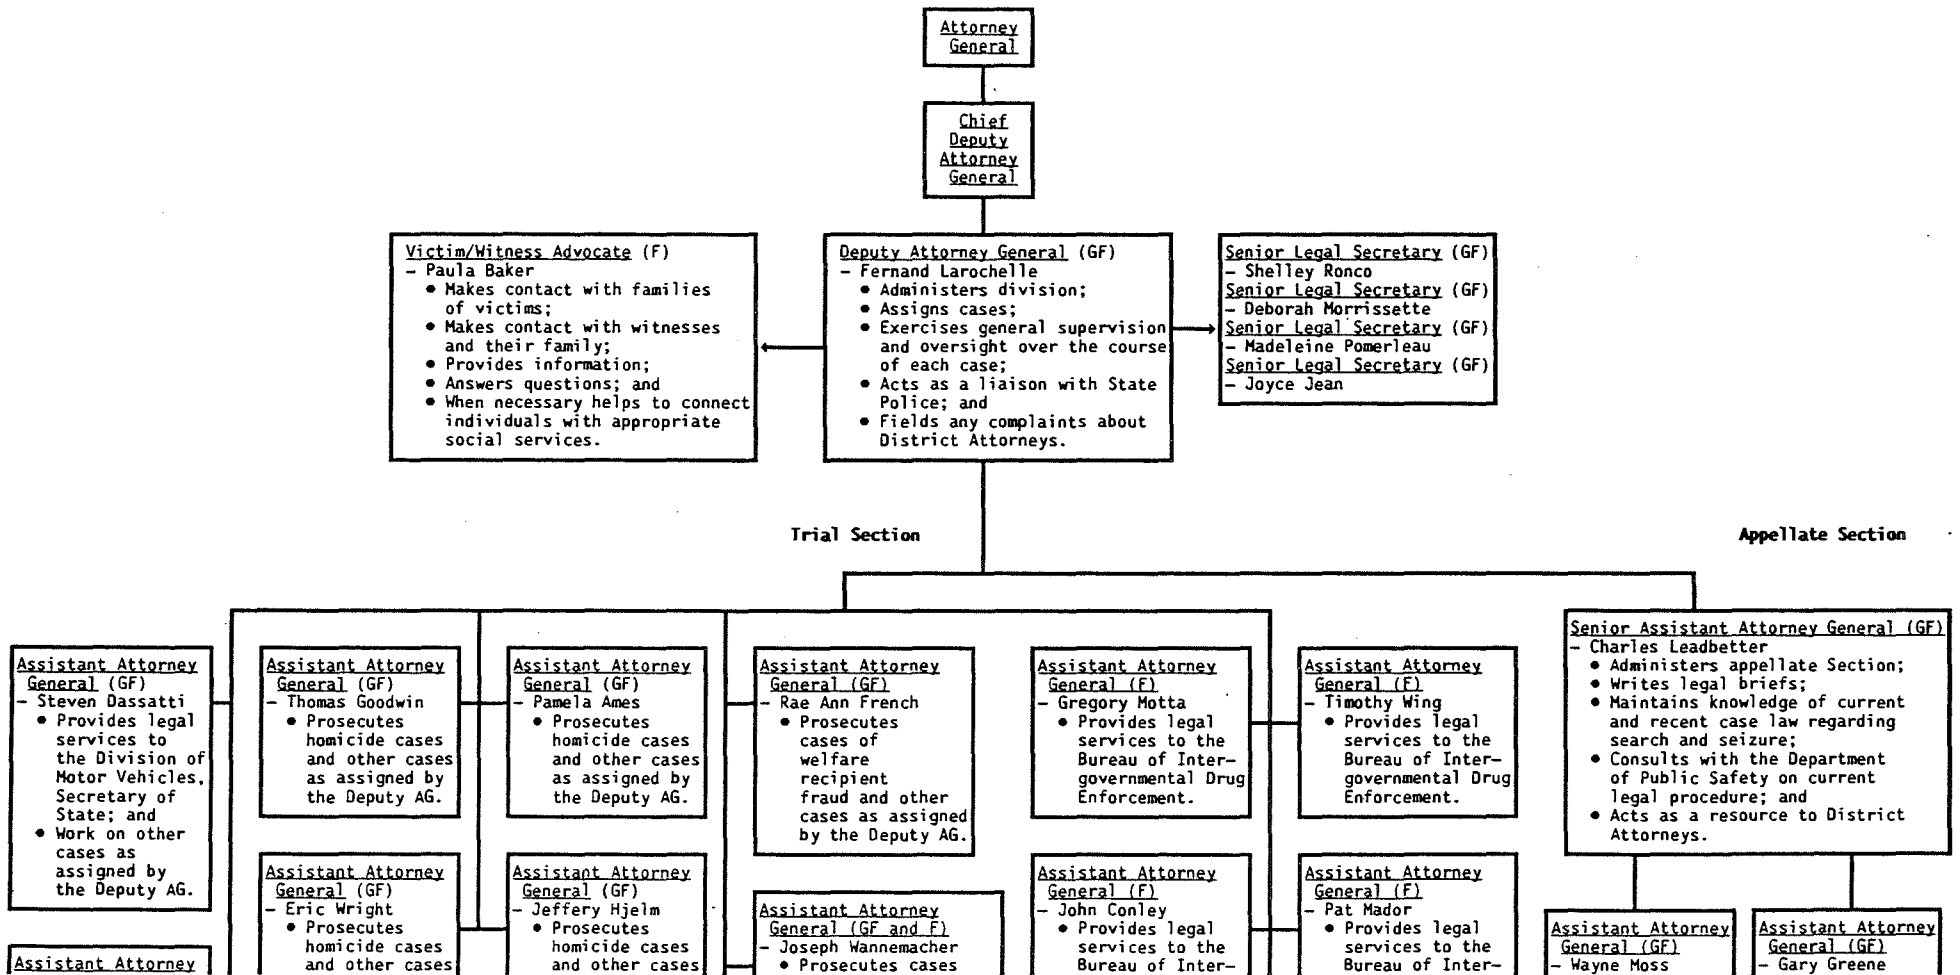 Attorney
General
Chief
Deputy
Attorney
General
Victim/Witness Advocate (F)
– Paula Baker
• Makes contact with families
of victims;
• Makes contact with witnesses
and their family;
• Provides information;
• Answers questions; and
• When necessary helps to connect
individuals with appropriate
social services.
Deputy Attorney General (GF)
– Fernand Larochelle
• Administers division;
• Assigns cases;
• Exercises general supervision
and oversight over the course
of each case;
• Acts as a liaison with State
Police; and
• Fields any complaints about
District Attorneys.
Senior Legal Secretary (GF)
– Shelley Ronco
Senior Legal Secretary (GF)
– Deborah Morrissette
Senior Legal Secretary (GF)
– Madeleine Pomerleau
Senior Legal Secretary (GF)
– Joyce Jean
Trial Section
Appellate Section
Assistant Attorney
General (GF)
– Steven Dassatti
• Provides legal
services to
the Division of
Motor Vehicles,
Secretary of
State; and
• Work on other
cases as
assigned by
the Deputy AG.
Assistant Attorney
General (GF)
– Thomas Goodwin
• Prosecutes
homicide cases
and other cases
as assigned by
the Deputy AG.
Assistant Attorney
General (GF)
– Pamela Ames
• Prosecutes
homicide cases
and other cases
as assigned by
the Deputy AG.
Assistant Attorney
General (GF)
– Rae Ann French
• Prosecutes
cases of
welfare
recipient
fraud and other
cases as assigned
by the Deputy AG.
Assistant Attorney
General (F)
– Gregory Motta
• Provides legal
services to the
Bureau of Inter–
governmental Drug
Enforcement.
Assistant Attorney
General (F)
– Timothy Wing
• Provides legal
services to the
Bureau of Inter–
governmental Drug
Enforcement.
Senior Assistant Attorney General (GF)
– Charles Leadbetter
• Administers appellate Section;
• Writes legal briefs;
• Maintains knowledge of current
and recent case law regarding
search and seizure;
• Consults with the Department
of Public Safety on current
legal procedure; and
• Acts as a resource to District
Attorneys.
Assistant Attorney
Assistant Attorney
General (GF)
– Eric Wright
• Prosecutes
homicide cases
and other cases
Assistant Attorney
General (GF)
– Jeffery Hjelm
• Prosecutes
homicide cases
and other cases
Assistant Attorney
General (GF and F)
– Joseph Wannemacher
• Prosecutes cases
Assistant Attorney
General (F)
– John Conley
• Provides legal
services to the
Bureau of Inter–
Assistant Attorney
General (F)
– Pat Mador
• Provides legal
services to the
Bureau of Inter–
Assistant Attorney
General (GF)
– Wayne Moss
Assistant Attorney
General (GF)
– Gary Greene